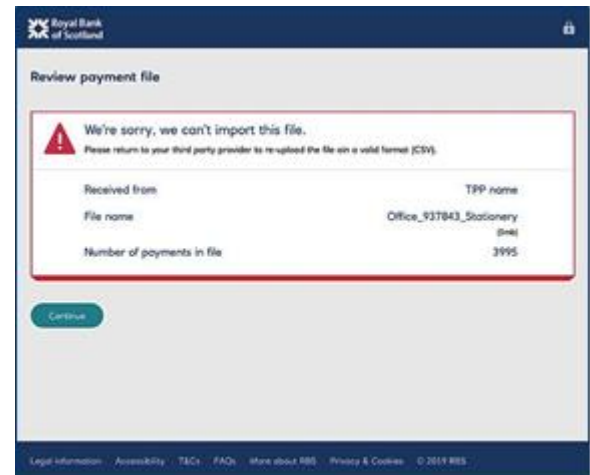 Royal Bank
of Scotland
Review payment file
We're sorry, we can't import this file.
Please return to your third party provider to re-upload the file ein a valid format (CSV).
Received from TPP name
File name Office_937843_Stationery
Number of payments in file 3995
Continue
Legal information Accessibility T&Cs FAQs More about RBS Privacy & Cookies © 2019 RBS